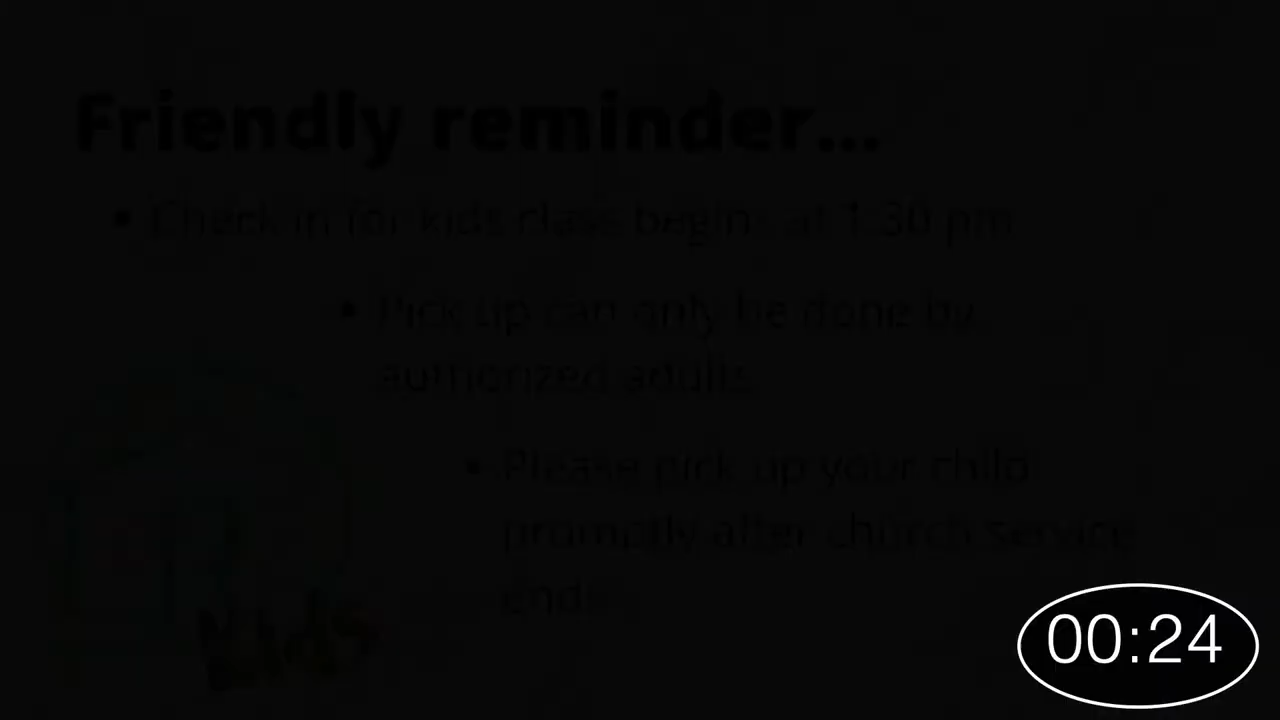 Friendly reminder...
• Check in for kids class begins at 1:30 pm
• Pick up can only be done by
authorized adults
• Please pick up your child
promptly after church service
ends
Kids
00:24